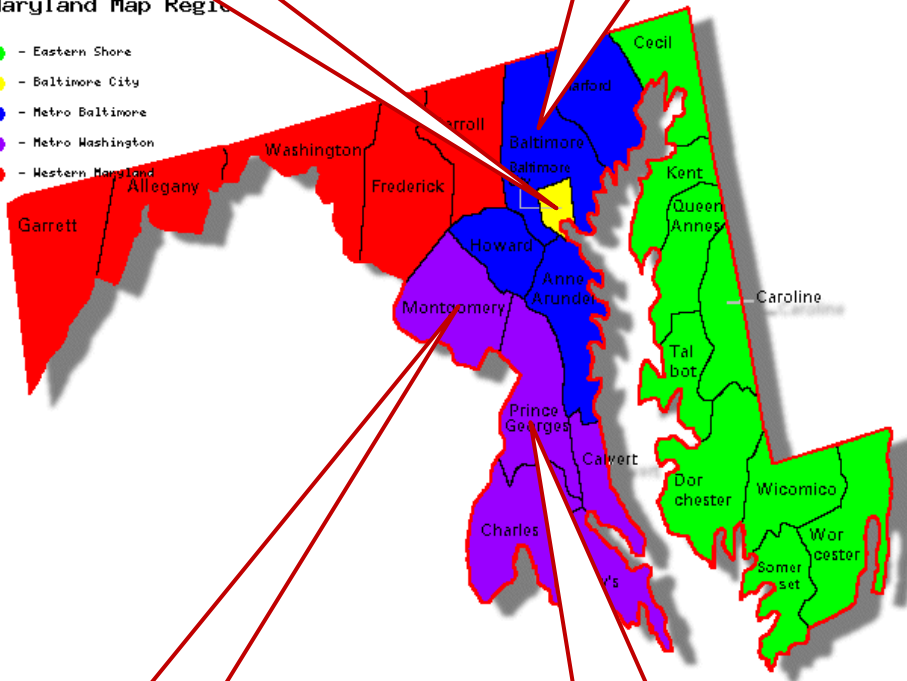 Maryland Map Regi
- Eastern Shore
- Baltimore City
- Metro Baltimore
- Metro Washington
- Western Maryland
Cecil
arford
arroll
Baltimore
Washington
Baltimore
Kent
Allegany
Frederick
Queen
Annes
Garrett
Howard
Anne
Arundel
Caroline
Montgomery
Tal
bot
Prince
Georges
Calvert
Dor
chester
Wicomico
Charles
Wor
cester
Somer
set
y's